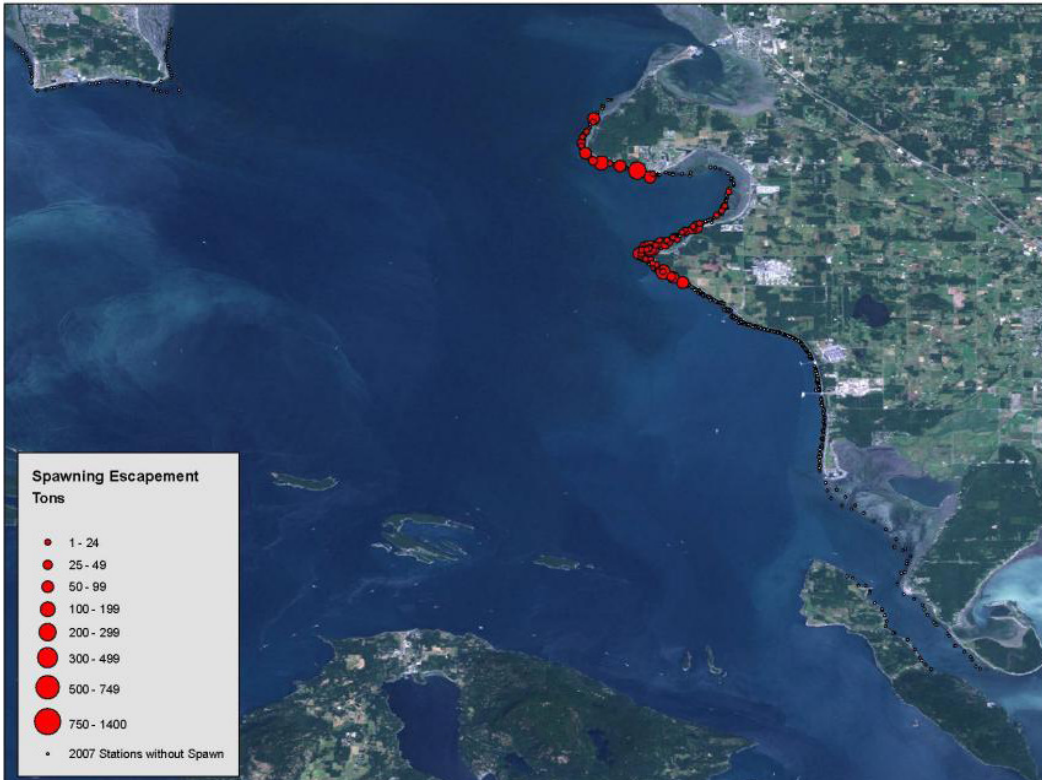 Spawning Escapement
Tons
1 - 24
25 - 49
50 - 99
100 - 199
200 - 299
300 - 499
500 - 749
750 - 1400
2007 Stations without Spawn